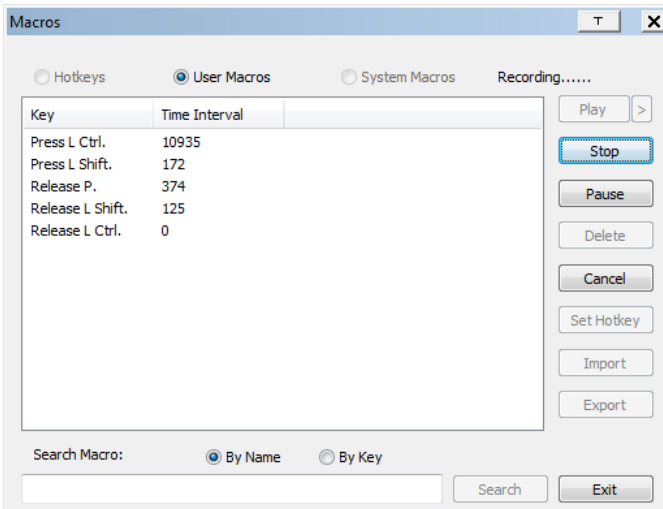 Macros
Hotkeys User Macros System Macros Recording......
Key Time Interval
Play >
Press L Ctrl. 10935
Press L Shift. 172
Release P. 374
Release L Shift. 125
Release L Ctrl. 0
Stop
Pause
Delete
Cancel
Set Hotkey
Import
Export
Search Macro: By Name By Key
Search Exit